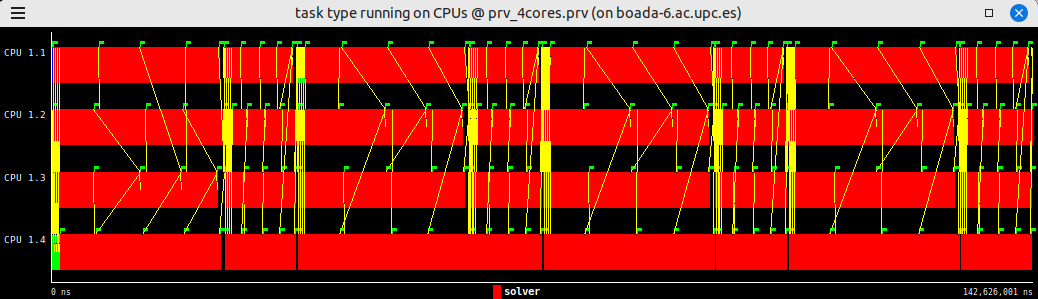 task type running on CPUs @ prv_4cores.prv (on boada-6.ac.upc.es)
CPU 1.1
CPU 1.2
CPU 1.3
CPU 1.4
0 ns
solver
142,626,001 ns